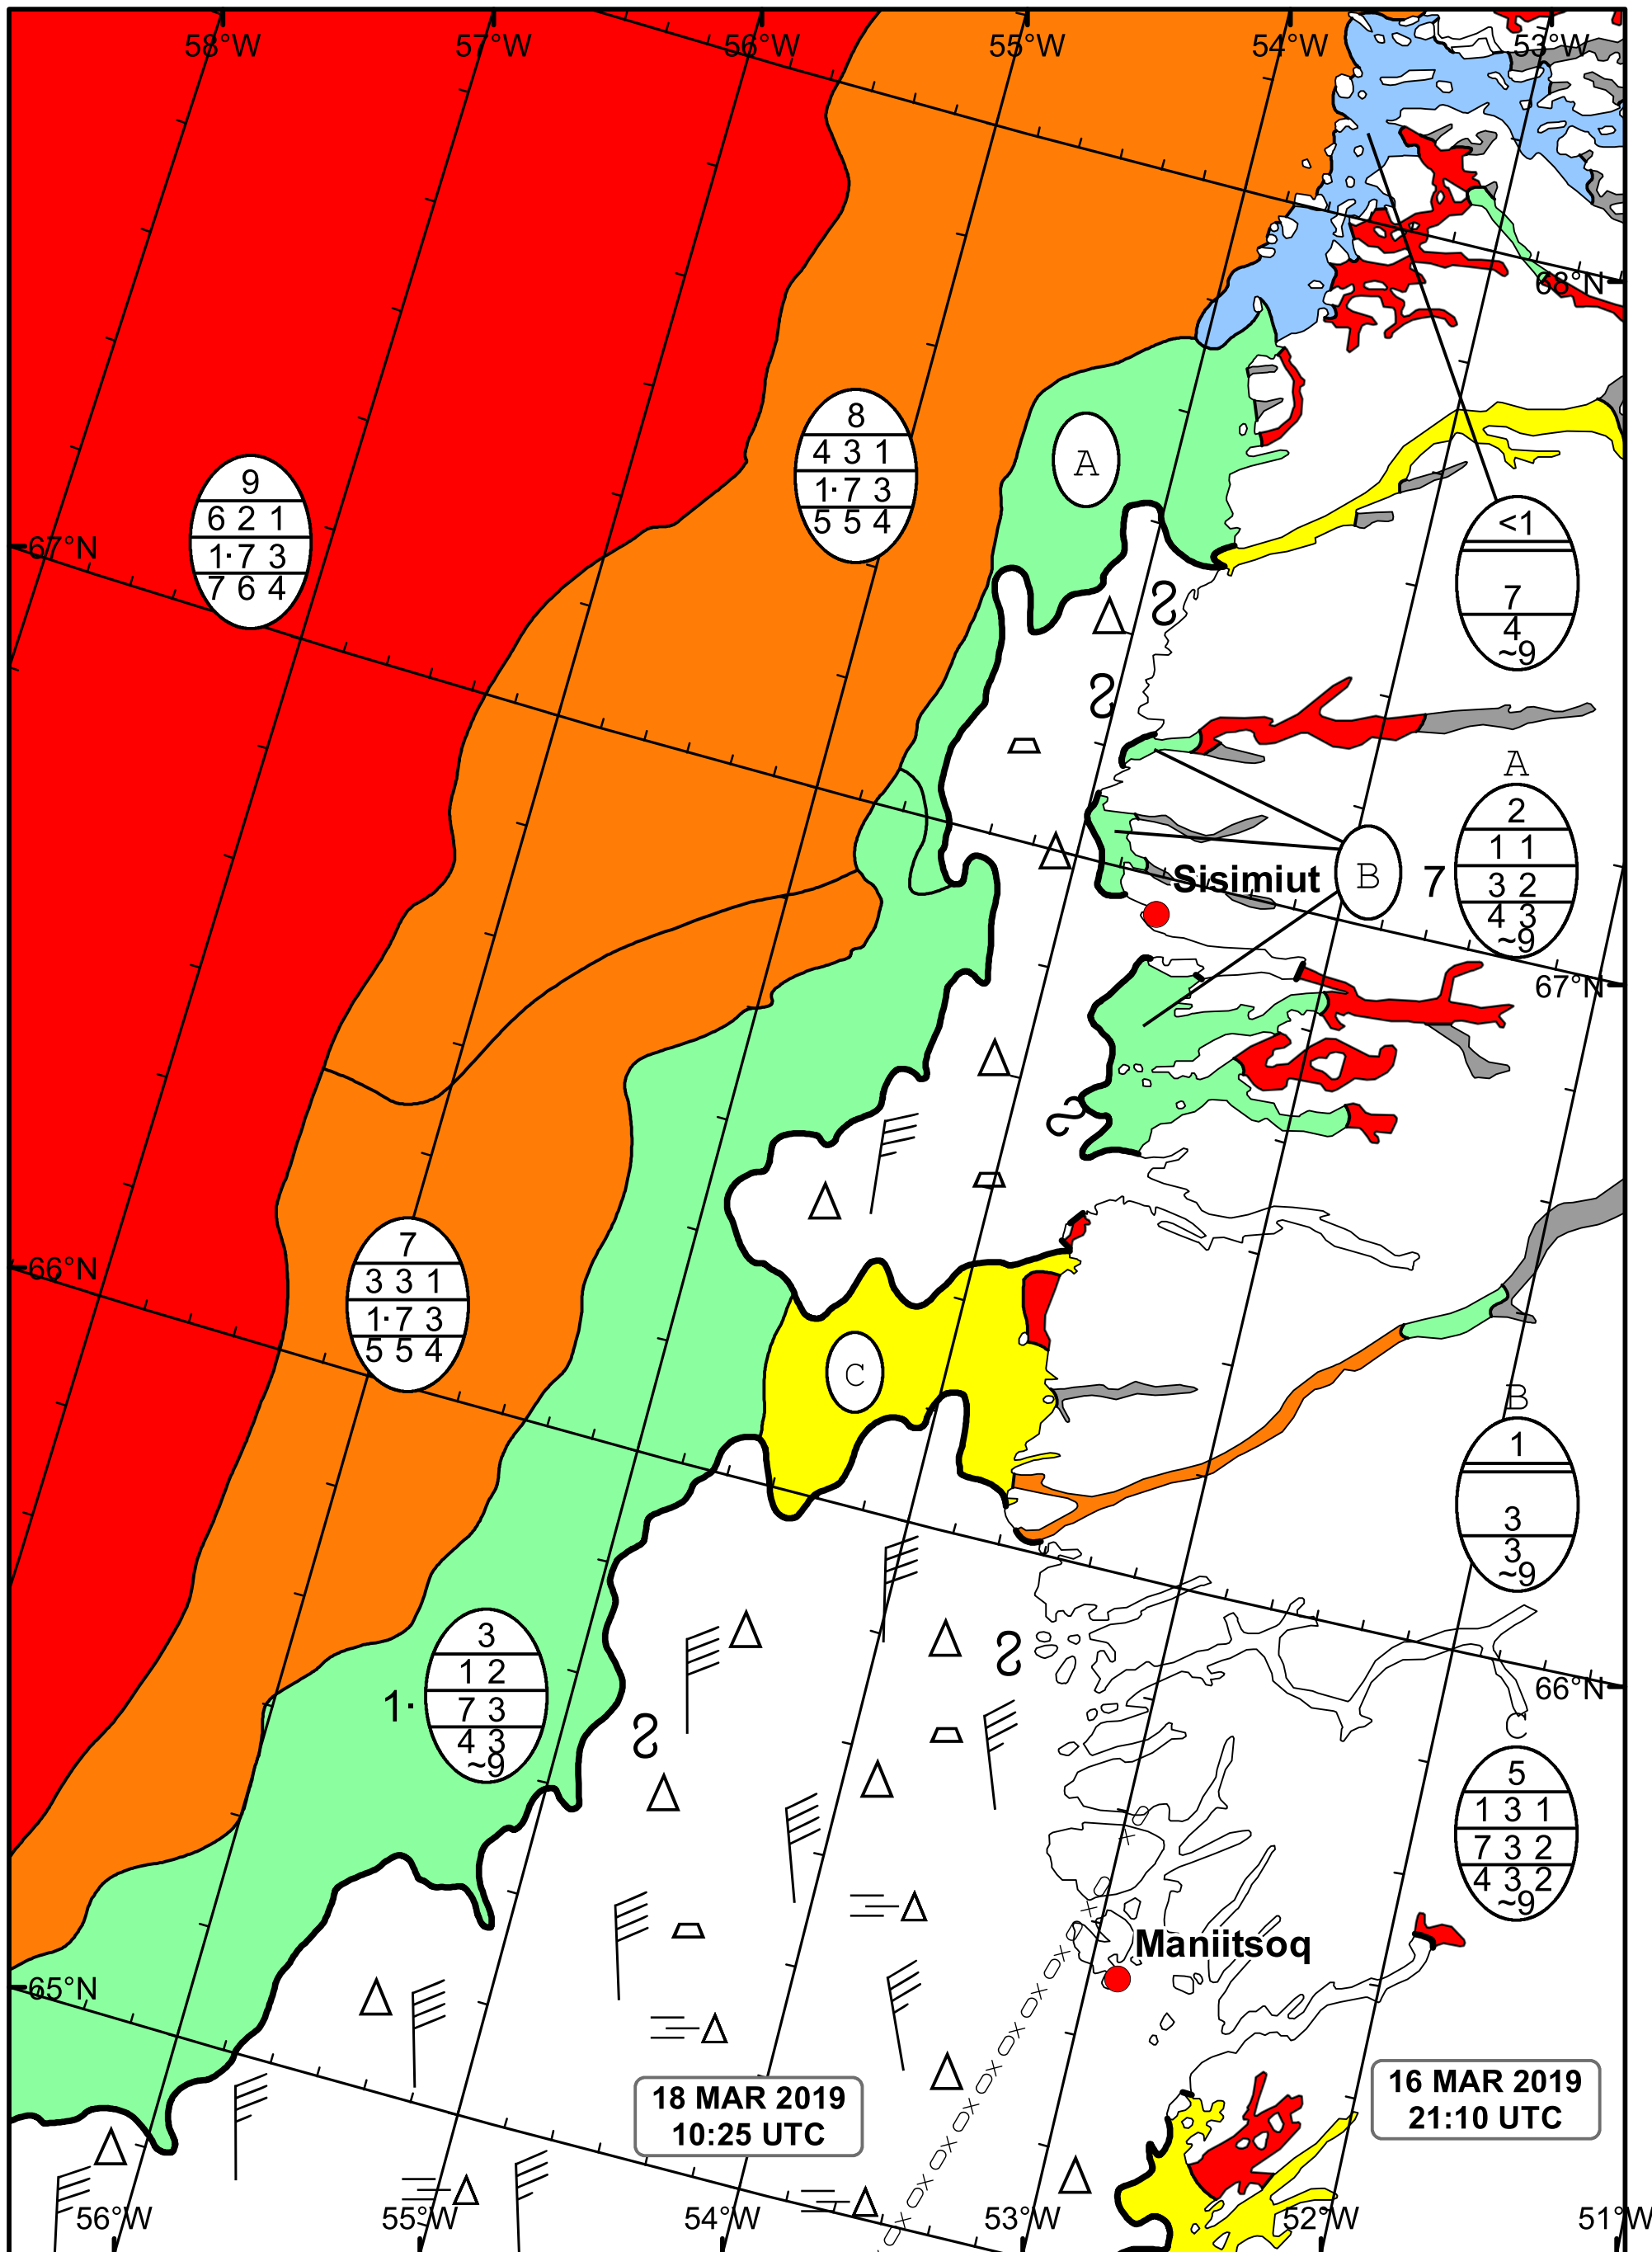 58°W
57°W
56°W
55°W
54°W
53°W
68°N
8
4 3 1
1· 7 3
5 5 4
A
9
6 2 1
1· 7 3
7 6 4
67°N
<1
7
4
~9
A
2
1 1
7
3 2
4 3
~9
B
Sisimiut
67°N
7
3 3 1
1· 7 3
5 5 4
66°N
C
B
1
3
3
~9
3
1 2
1·
7 3
4 3
~9
66°N
C
5
1 3 1
7 3 2
4 3 2
~9
Maniitsoq
65°N
18 MAR 2019
10:25 UTC
16 MAR 2019
21:10 UTC
56°W
55°W
54°W
53°W
52°W
51°W